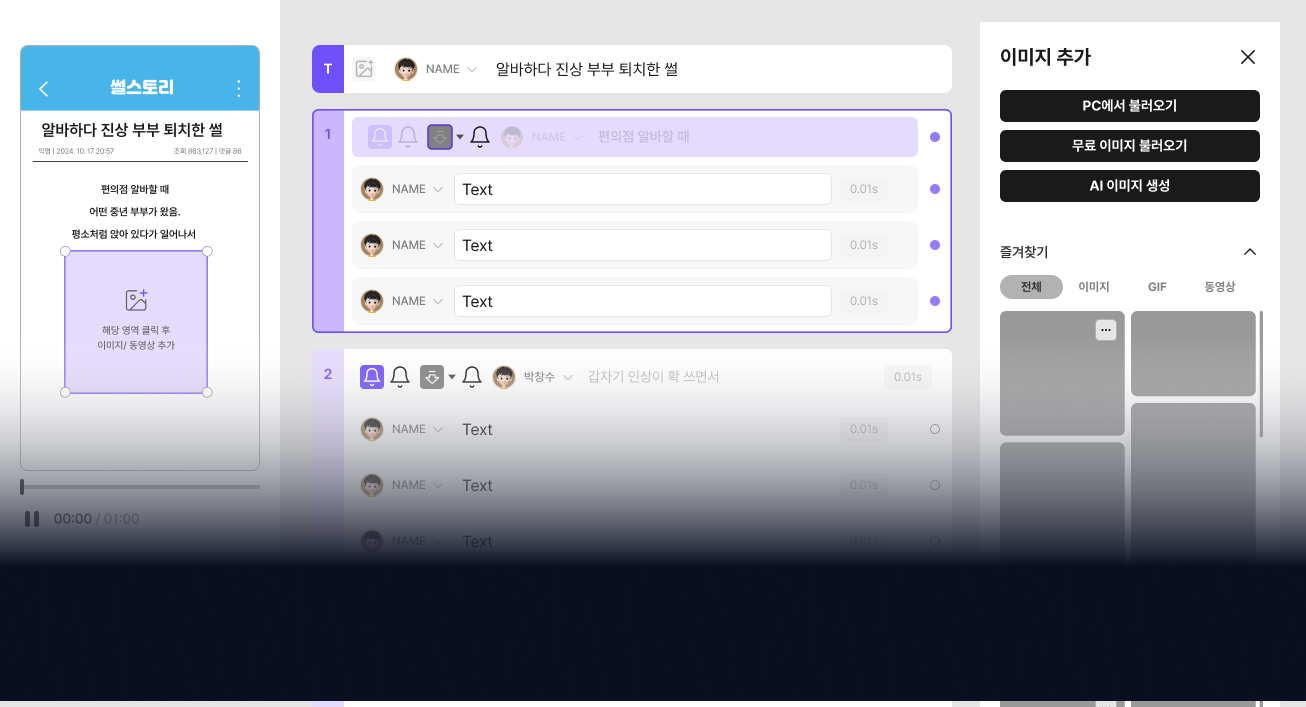 썰스토리
알바하다 진상 부부 퇴치한 썰
익명 | 2024. 10. 17 20:57
조회 863,127 | 댓글 86
편의점 알바할 때
어떤 중년 부부가 왔음.
평소처럼 앉아 있다가 일어나서
해당 영역 클릭 후
이미지/ 동영상 추가
00:00 / 01:00
T NAME 알바하다 진상 부부 퇴치한 썰
1 NAME 편의점 알바할 때
NAME Text 0.01s
NAME Text 0.01s
NAME Text 0.01s
2 박창수 갑자기 인상이 확 쓰면서 0.01s
NAME Text 0.01s
NAME Text 0.01s
NAME Text 0.01s
이미지 추가
PC에서 불러오기
무료 이미지 불러오기
AI 이미지 생성
즐겨찾기
전체 이미지 GIF 동영상